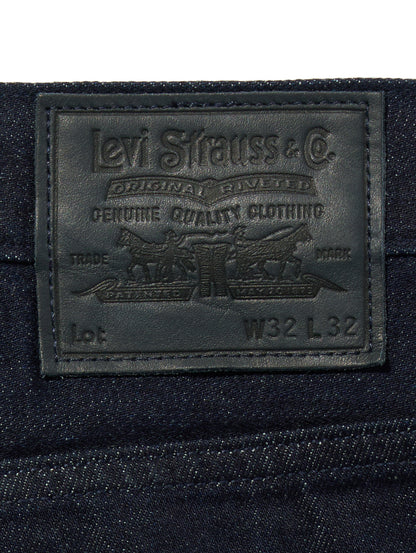 Levi Strauss & Co.
ORIGINAL RIVETED
GENUINE QUALITY CLOTHING
TRADE MARK
Lot W32 L32